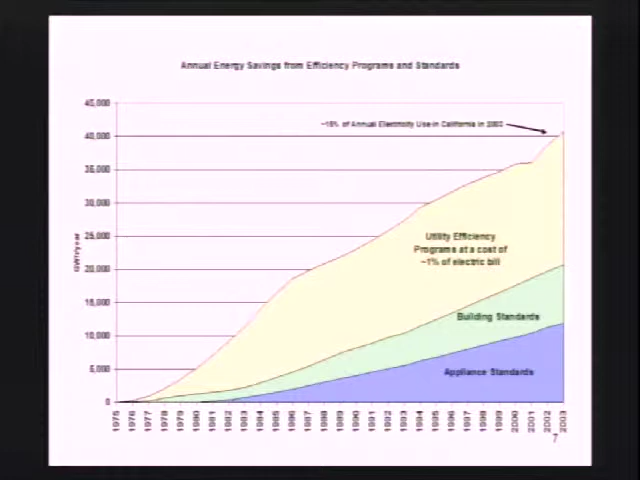 Annual Energy Savings from Efficiency Programs and Standards
45,000
~15% of Annual Electricity Use in California in 2003
40,000
35,000
30,000
25,000
Utility Efficiency
Programs at a cost of
~1% of electric bill
GWh/year
20,000
15,000
Building Standards
10,000
5,000
Appliance Standards
0
1975 1976 1977 1978 1979 1980 1981 1982 1983 1984 1985 1986 1987 1988 1989 1990 1991 1992 1993 1994 1995 1996 1997 1998 1999 2000 2001 2002 2003
7